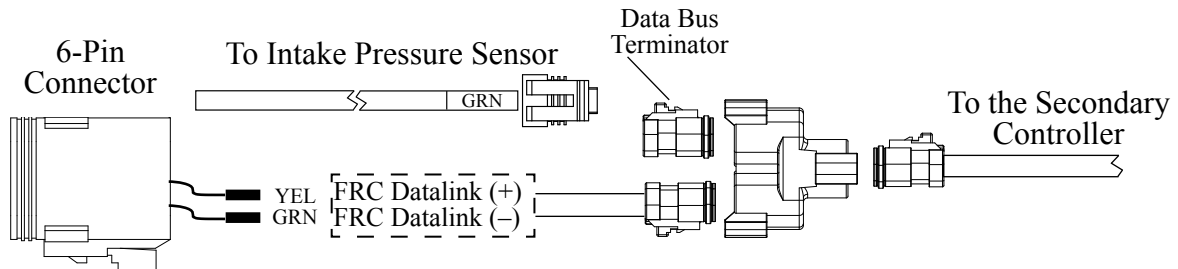 Data Bus
Terminator
6-Pin
Connector
To Intake Pressure Sensor
GRN
To the Secondary
Controller
YEL FRC Datalink (+)
GRN FRC Datalink (–)